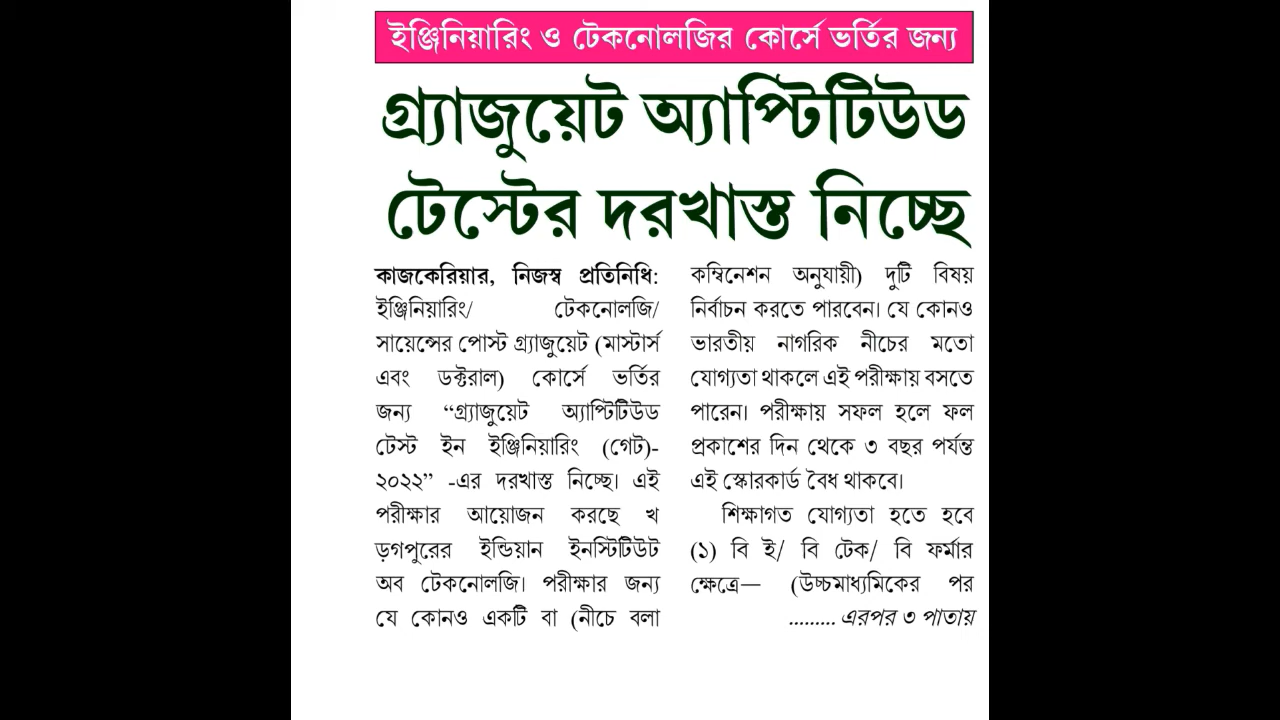 ইঞ্জিনিয়ারিং ও টেকনোলজির কোর্সে ভর্তির জন্য
গ্র্যাজুয়েট অ্যাপ্টিটিউড
টেস্টের দরখাস্ত নিচ্ছে
কাজকেরিয়ার, নিজস্ব প্রতিনিধি:
ইঞ্জিনিয়ারিং/ টেকনোলজি/
সায়েন্সের পোস্ট গ্র্যাজুয়েট (মাস্টার্স
এবং ডক্টরাল) কোর্সে ভর্তির
জন্য “গ্র্যাজুয়েট অ্যাপ্টিটিউড
টেস্ট ইন ইঞ্জিনিয়ারিং (গেট)-
২০২২” -এর দরখাস্ত নিচ্ছে। এই
পরীক্ষার আয়োজন করছে খ
ড়গপুরের ইন্ডিয়ান ইনস্টিটিউট
অব টেকনোলজি। পরীক্ষার জন্য
যে কোনও একটি বা (নীচে বলা
কম্বিনেশন অনুযায়ী) দুটি বিষয়
নির্বাচন করতে পারবেন। যে কোনও
ভারতীয় নাগরিক নীচের মতো
যোগ্যতা থাকলে এই পরীক্ষায় বসতে
পারেন। পরীক্ষায় সফল হলে ফল
প্রকাশের দিন থেকে ৩ বছর পর্যন্ত
এই স্কোরকার্ড বৈধ থাকবে।
শিক্ষাগত যোগ্যতা হতে হবে
(১) বি ই/ বি টেক/ বি ফর্মার
ক্ষেত্রে— (উচ্চমাধ্যমিকের পর
......... এরপর ৩ পাতায়